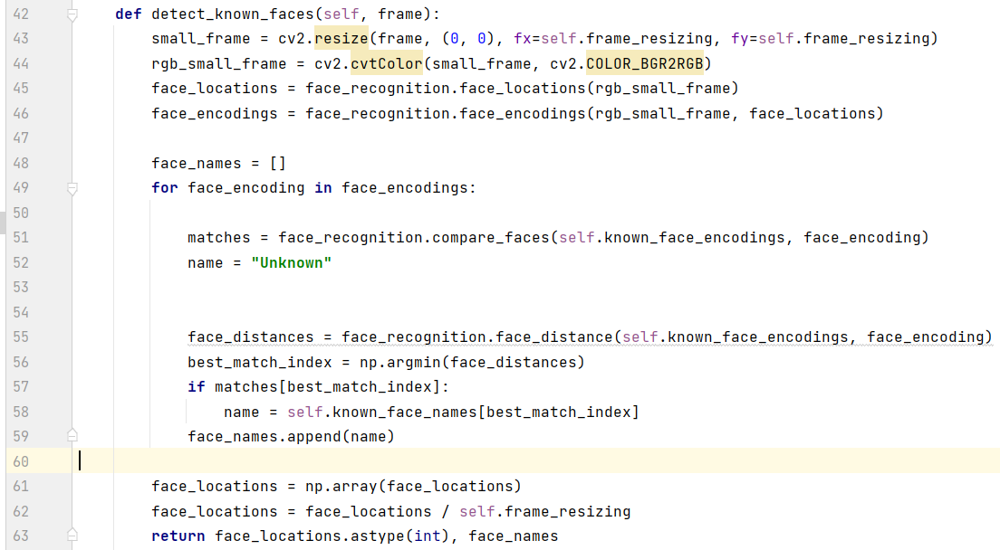 42 def detect_known_faces(self, frame):
43 small_frame = cv2.resize(frame, (0, 0), fx=self.frame_resizing, fy=self.frame_resizing)
44 rgb_small_frame = cv2.cvtColor(small_frame, cv2.COLOR_BGR2RGB)
45 face_locations = face_recognition.face_locations(rgb_small_frame)
46 face_encodings = face_recognition.face_encodings(rgb_small_frame, face_locations)
47
48 face_names = []
49 for face_encoding in face_encodings:
50
51 matches = face_recognition.compare_faces(self.known_face_encodings, face_encoding)
52 name = "Unknown"
53
54
55 face_distances = face_recognition.face_distance(self.known_face_encodings, face_encoding)
56 best_match_index = np.argmin(face_distances)
57 if matches[best_match_index]:
58 name = self.known_face_names[best_match_index]
59 face_names.append(name)
60
61 face_locations = np.array(face_locations)
62 face_locations = face_locations / self.frame_resizing
63 return face_locations.astype(int), face_names